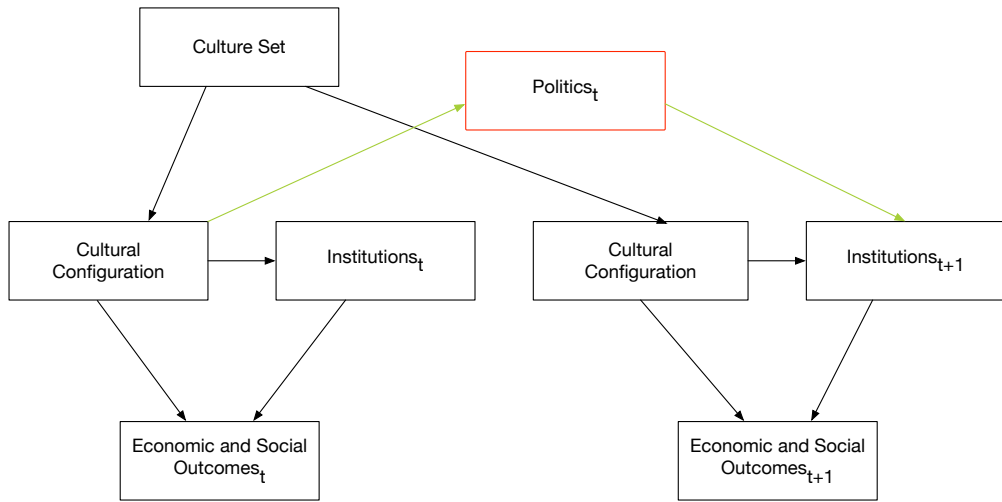 Culture Set
Politicst
Cultural
Configuration
Institutionst
Cultural
Configuration
Institutionst+1
Economic and Social
Outcomest
Economic and Social
Outcomest+1